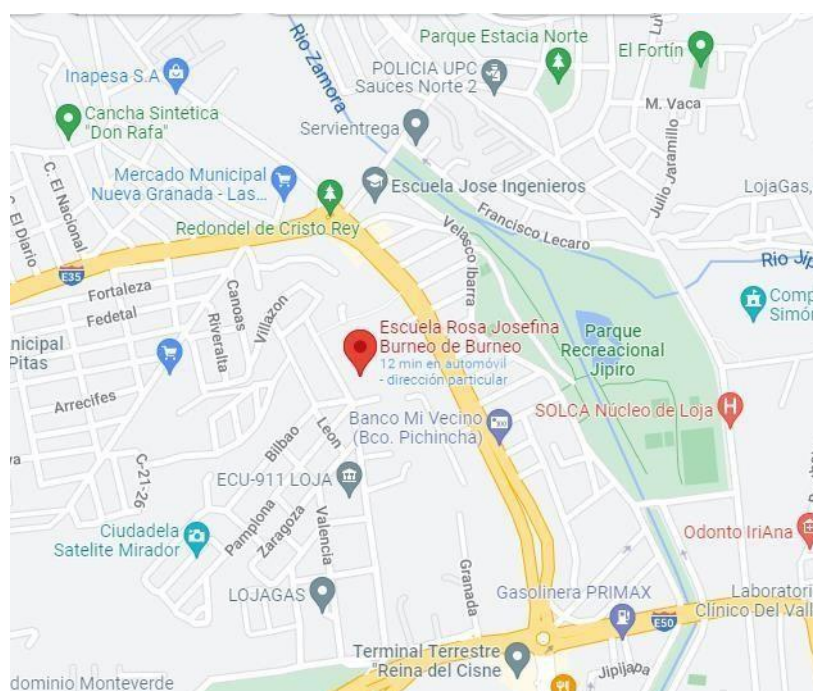 Rio Zamora
Parque Estacia Norte
El Fortín
Inapesa S.A
POLICIA UPC
Sauces Norte 2
M. Vaca
Cancha Sintetica
"Don Rafa"
Servientrega
Julio Jaramillo
C. El Nacional
C. El Diario
Mercado Municipal
Nueva Granada - Las...
Escuela Jose Ingenieros
LojaGas,
Redondel de Cristo Rey
Francisco Lecaro
Velasco Ibarra
Rio Jip
E35
Fortaleza
Fedetal
Canoas
Riveralta
Villazon
Comp
Simón
nicipal
Pitas
Escuela Rosa Josefina
Burneo de Burneo
12 min en automóvil
- dirección particular
Parque
Recreacional
Jipiro
Arrecifes
SOLCA Núcleo de Loja
Banco Mi Vecino
(Bco. Pichincha)
Bilbao
Leon
C-21-26
ECU-911 LOJA
Ciudadela
Satelite Mirador
Pamplona
Zaragoza
Valencia
Odonto IriAna
Granada
LOJAGAS
Gasolinera PRIMAX
E50
Laboratori
Clínico Del Vall
Terminal Terrestre
"Reina del Cisne
Jipijapa
dominio Monteverde